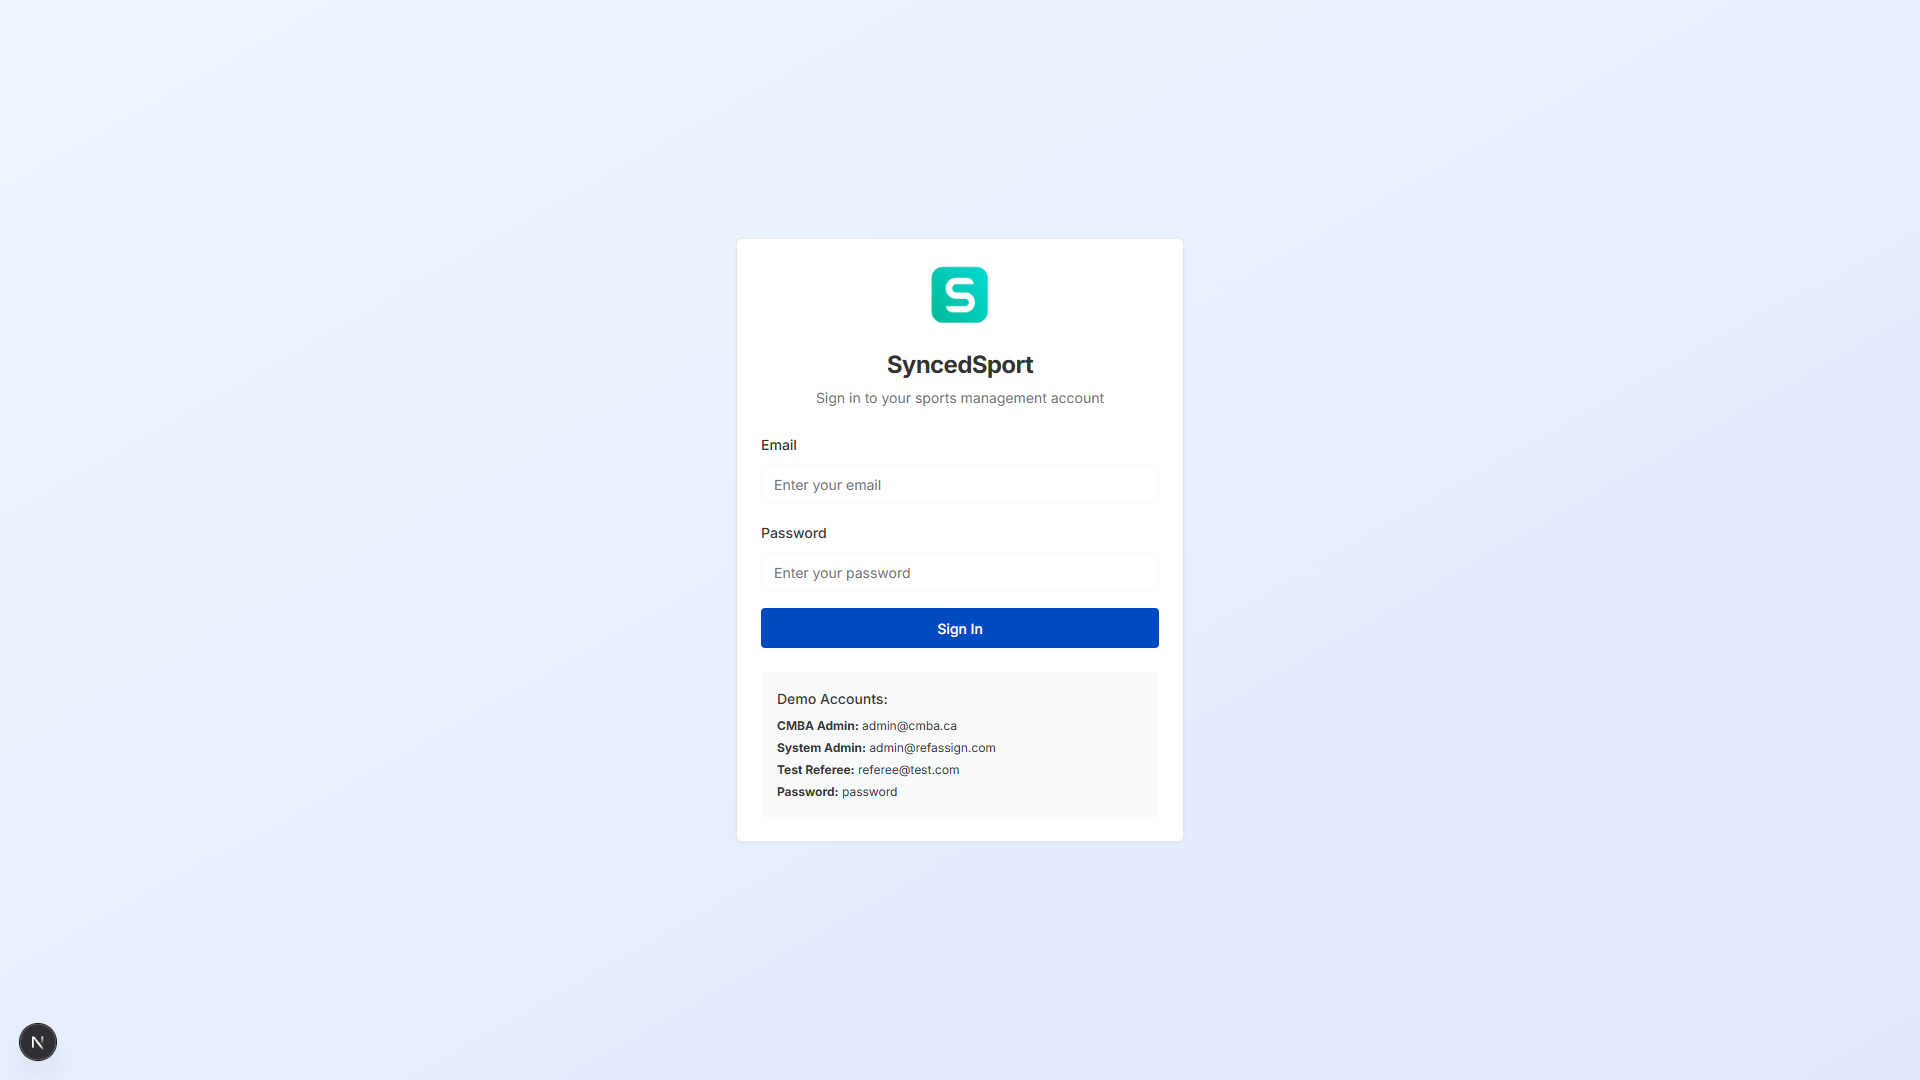 S
SyncedSport
Sign in to your sports management account
Email
Enter your email
Password
Enter your password
Sign In
Demo Accounts:
CMBA Admin: admin@cmba.ca
System Admin: admin@refassign.com
Test Referee: referee@test.com
Password: password
N